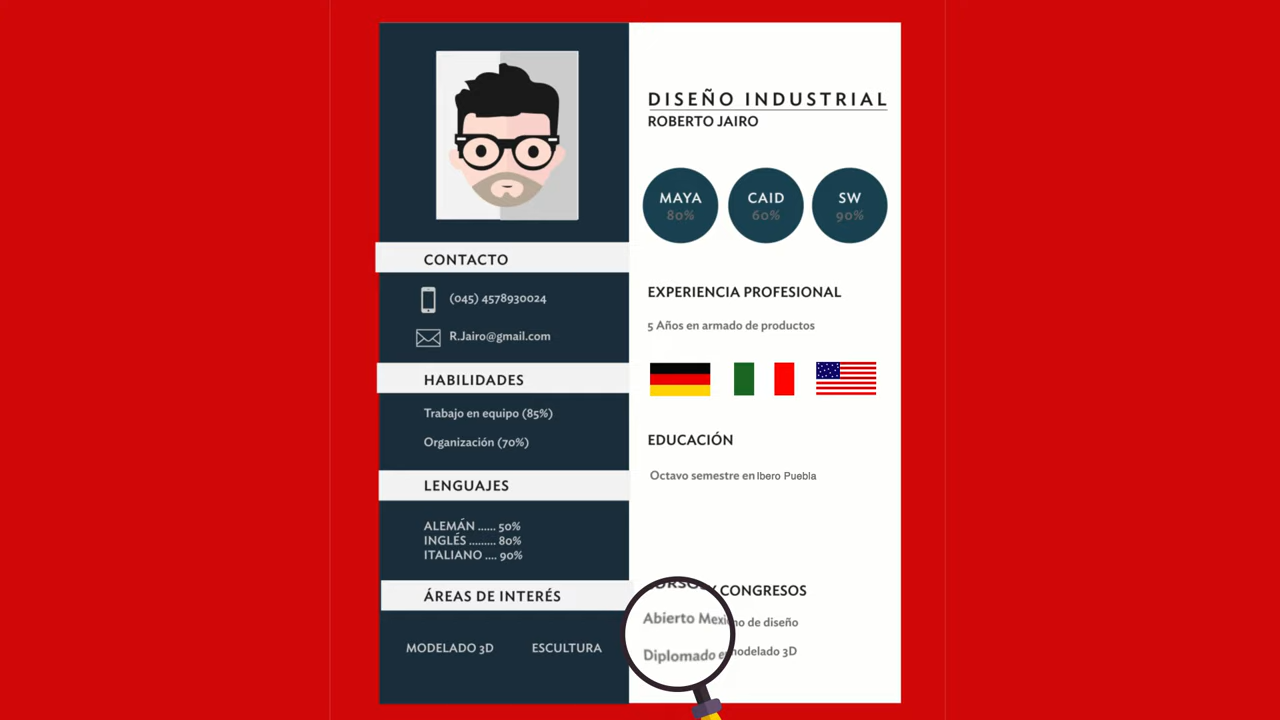 DISEÑO INDUSTRIAL
ROBERTO JAIRO
MAYA
80%
CAID
60%
SW
90%
CONTACTO
(045) 4578930024
R.Jairo@gmail.com
HABILIDADES
Trabajo en equipo (85%)
Organización (70%)
LENGUAJES
ALEMÁN ...... 50%
INGLÉS ......... 80%
ITALIANO .... 90%
ÁREAS DE INTERÉS
MODELADO 3D ESCULTURA
EXPERIENCIA PROFESIONAL
5 Años en armado de productos
EDUCACIÓN
Octavo semestre en Ibero Puebla
CURSOS Y CONGRESOS
Abierto Mexicano de diseño
Diplomado en modelado 3D